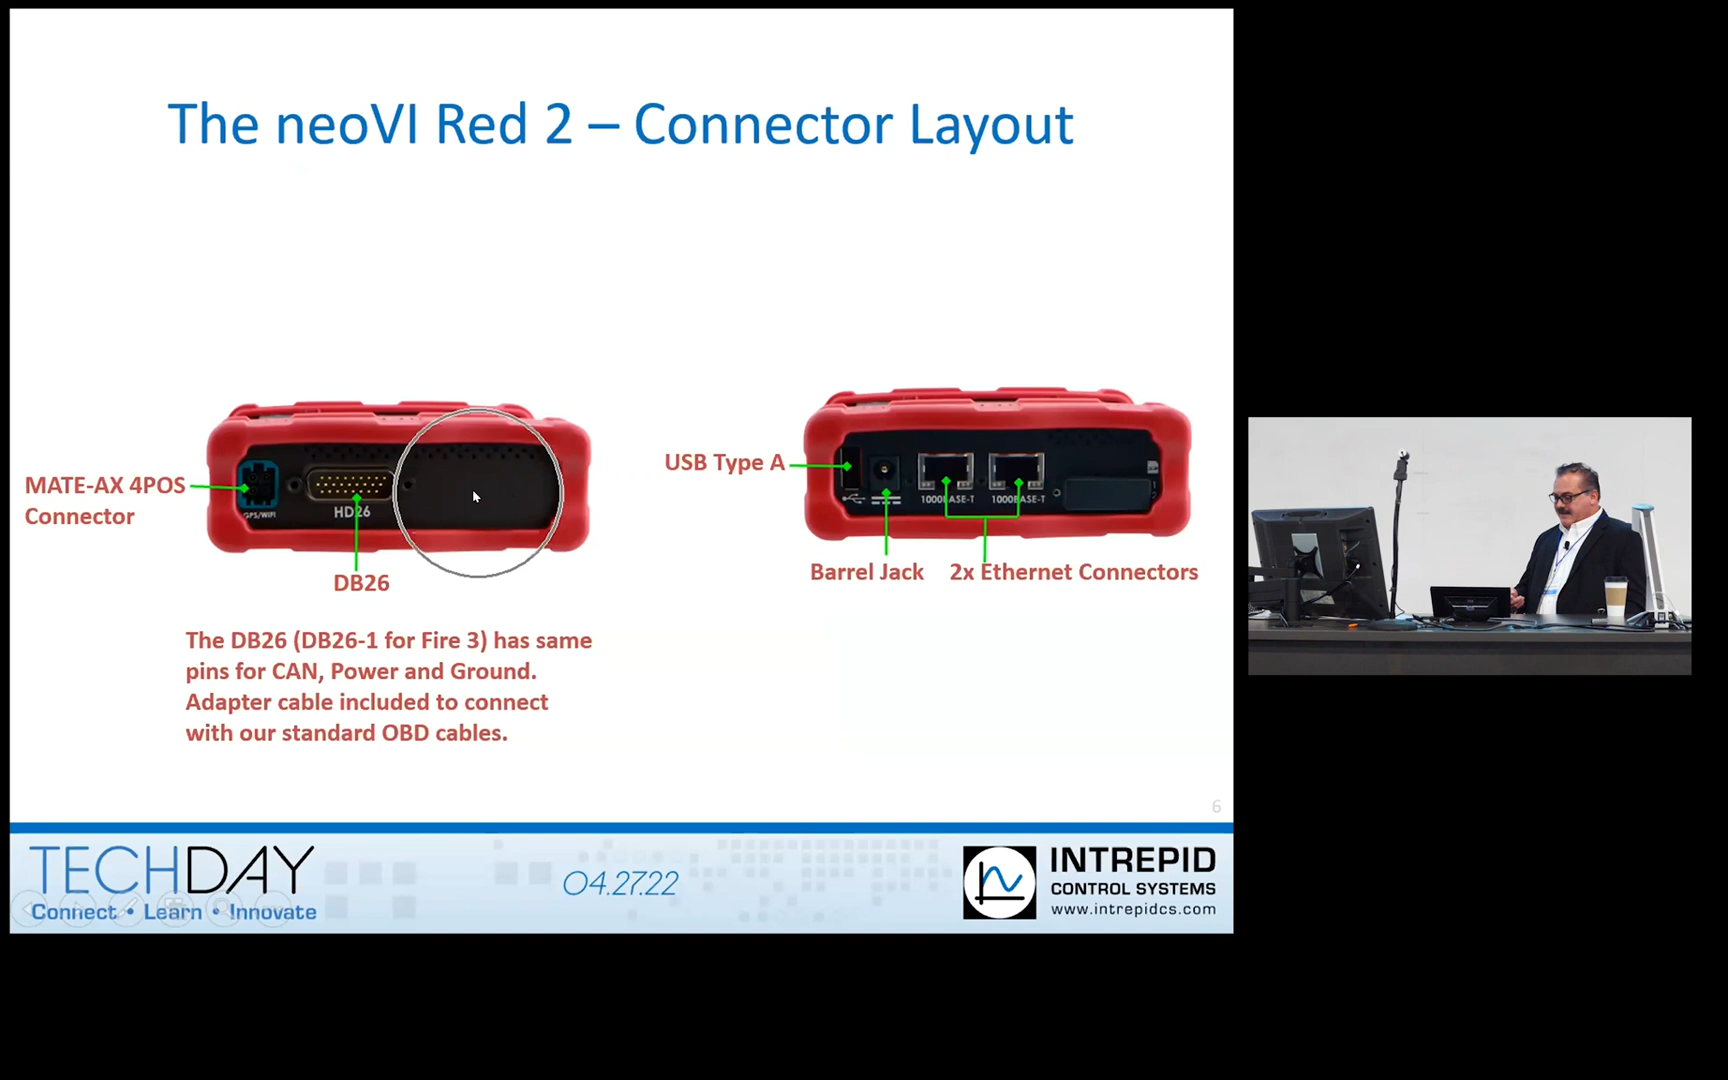 The neoVI Red 2 – Connector Layout
MATE-AX 4POS
Connector
GPS/WIFI
HD26
DB26
The DB26 (DB26-1 for Fire 3) has same
pins for CAN, Power and Ground.
Adapter cable included to connect
with our standard OBD cables.
USB Type A
1000BASE-T
1000BASE-T
Barrel Jack
2x Ethernet Connectors
6
TECHDAY
Connect • Learn • Innovate
04.27.22
INTREPID
CONTROL SYSTEMS
www.intrepidcs.com